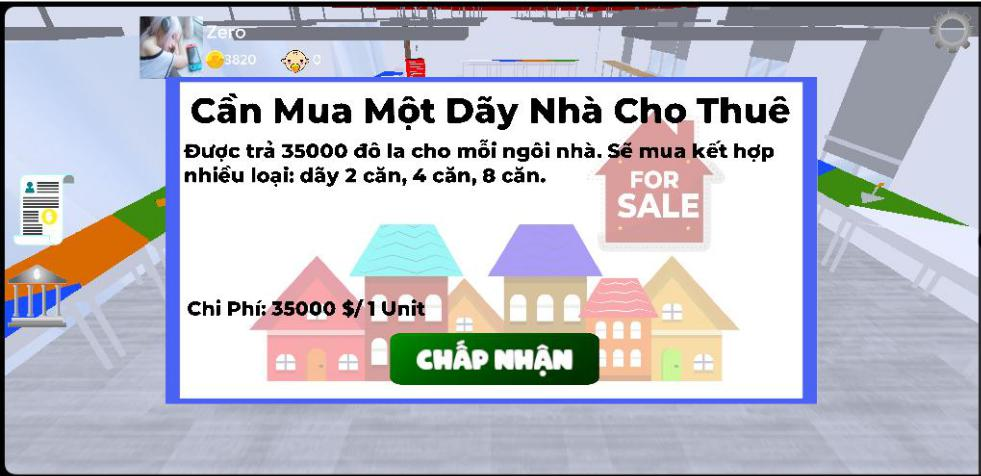 Zero
3820
0
Cần Mua Một Dãy Nhà Cho Thuê
Được trả 35000 đô la cho mỗi ngôi nhà. Sẽ mua kết hợp
nhiều loại: dãy 2 căn, 4 căn, 8 căn.
FOR
SALE
Chi Phí: 35000 $/ 1 Unit
CHẤP NHẬN